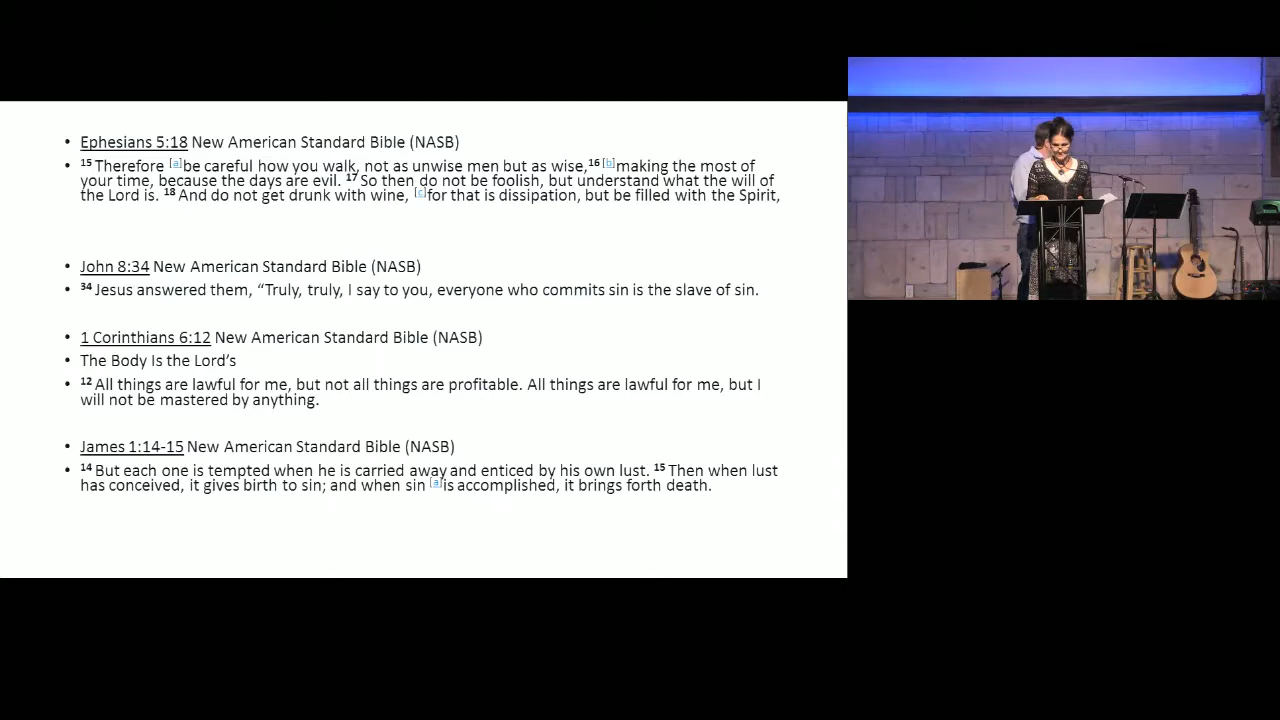 • Ephesians 5:18 New American Standard Bible (NASB)
• 15 Therefore [a]be careful how you walk, not as unwise men but as wise,16 [b]making the most of
your time, because the days are evil. 17 So then do not be foolish, but understand what the will of
the Lord is. 18 And do not get drunk with wine, [c]for that is dissipation, but be filled with the Spirit,
• John 8:34 New American Standard Bible (NASB)
• 34 Jesus answered them, “Truly, truly, I say to you, everyone who commits sin is the slave of sin.
• 1 Corinthians 6:12 New American Standard Bible (NASB)
• The Body Is the Lord’s
• 12 All things are lawful for me, but not all things are profitable. All things are lawful for me, but I
will not be mastered by anything.
• James 1:14-15 New American Standard Bible (NASB)
• 14 But each one is tempted when he is carried away and enticed by his own lust. 15 Then when lust
has conceived, it gives birth to sin; and when sin [a]is accomplished, it brings forth death.